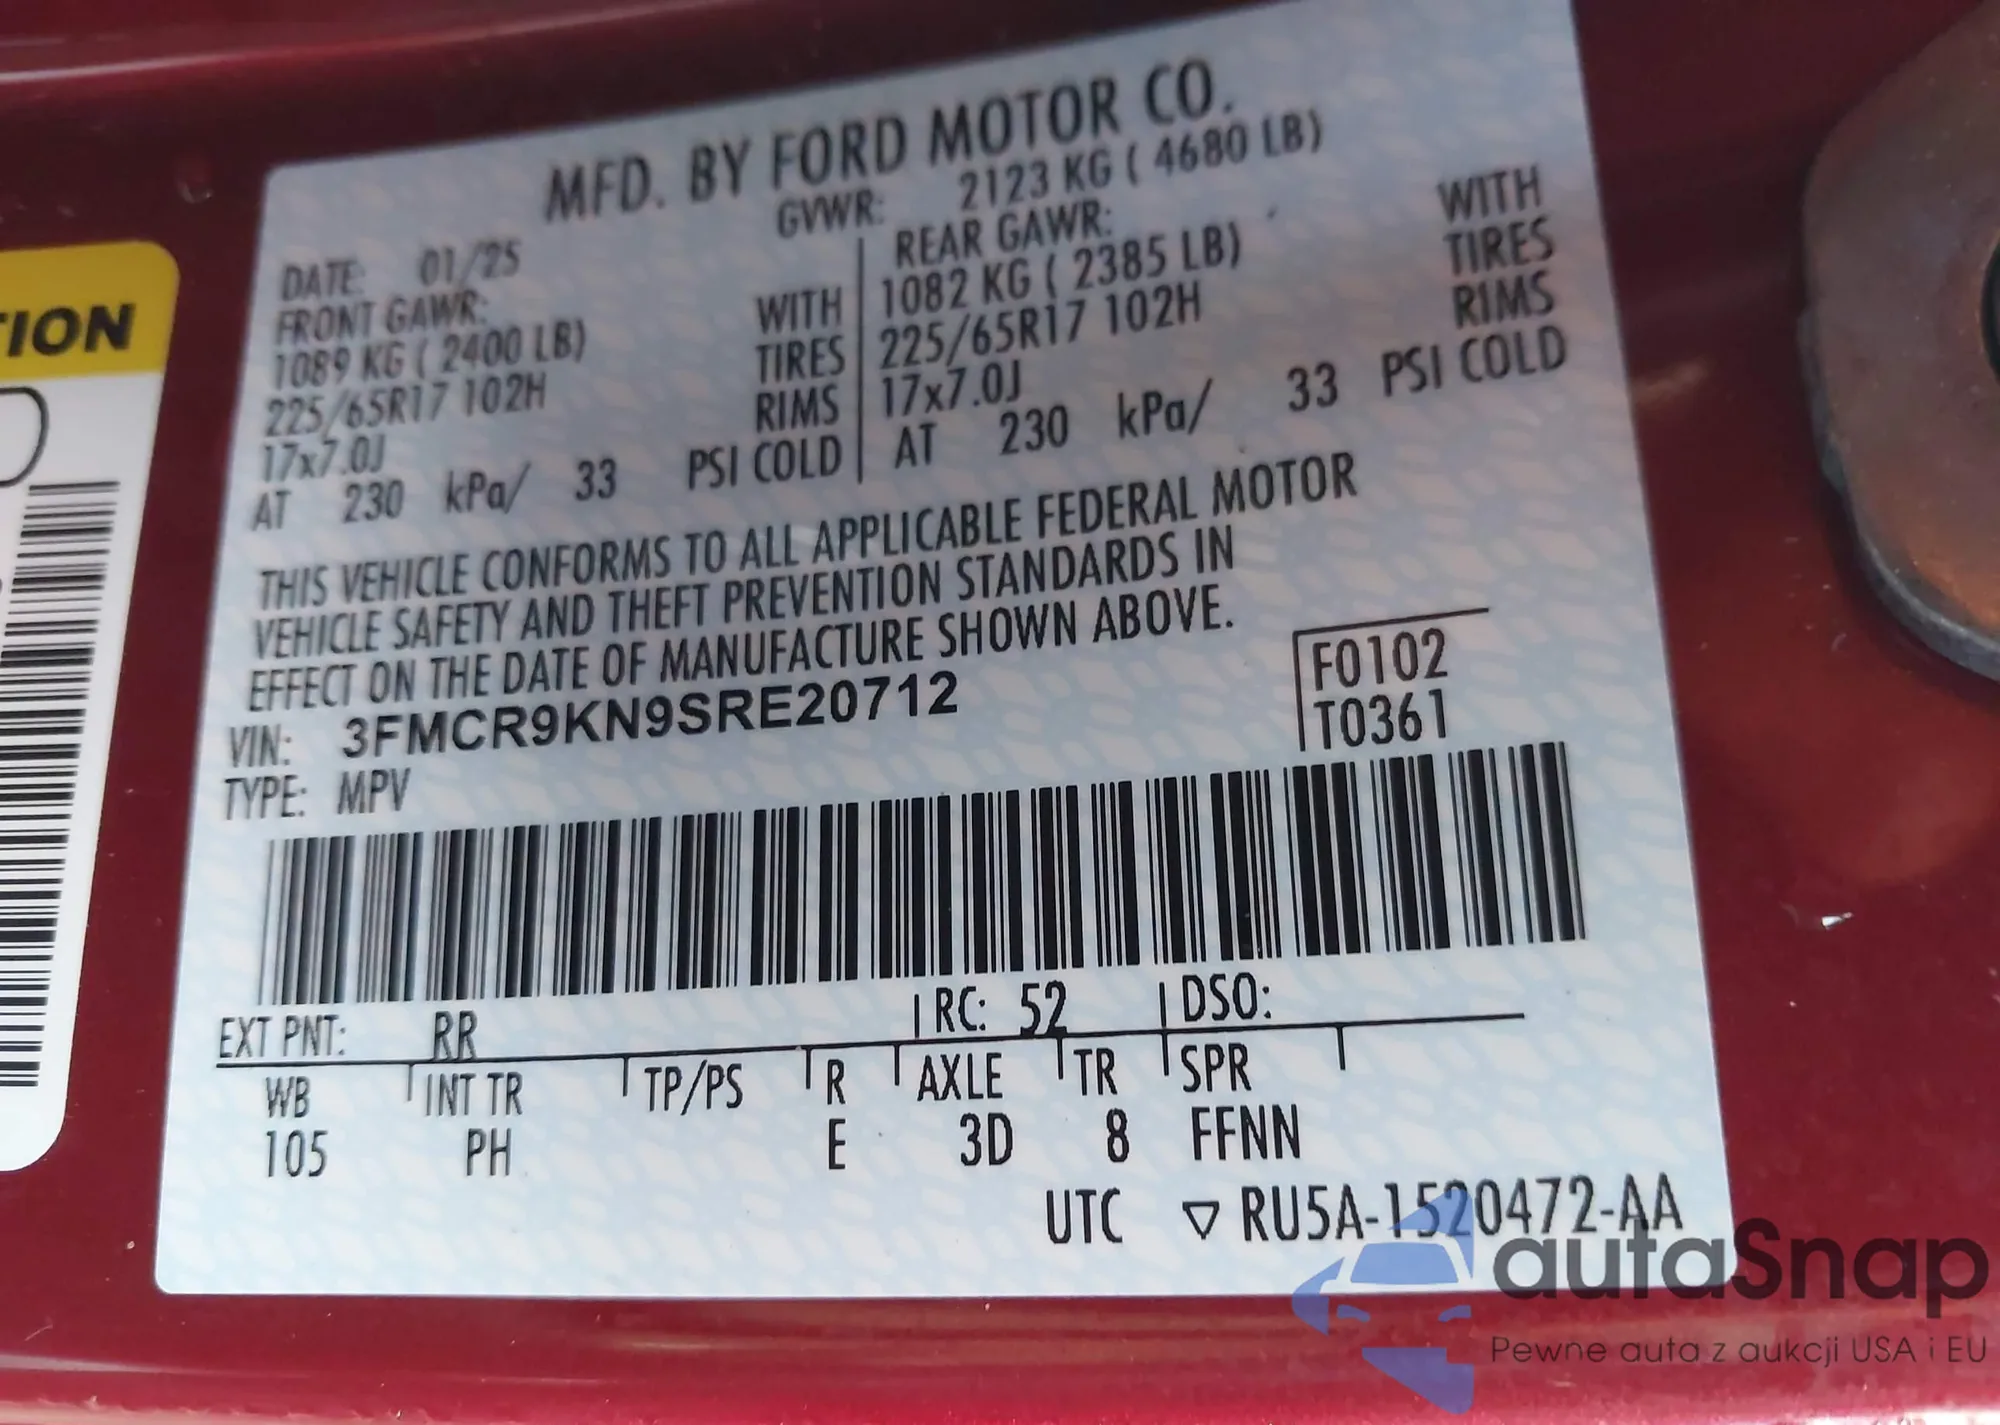 MFD. BY FORD MOTOR CO.
GVWR: 2123 KG ( 4680 LB)
DATE: 01/25
FRONT GAWR:
1089 KG ( 2400 LB) WITH
225/65R17 102H TIRES
17x7.0J RIMS
AT 230 kPa/ 33 PSI COLD
REAR GAWR:
1082 KG ( 2385 LB) WITH
225/65R17 102H TIRES
17x7.0J RIMS
AT 230 kPa/ 33 PSI COLD
THIS VEHICLE CONFORMS TO ALL APPLICABLE FEDERAL MOTOR
VEHICLE SAFETY AND THEFT PREVENTION STANDARDS IN
EFFECT ON THE DATE OF MANUFACTURE SHOWN ABOVE.
VIN: 3FMCR9KN9SRE20712
TYPE: MPV
F0102
T0361
EXT PNT: RR RC: 52 DSO:
WB INT TR TP/PS R AXLE TR SPR
105 PH E 3D 8 FFNN
UTC ▽ RU5A-1520472-AA
TION
autaSnap
Pewne auta z aukcji USA i EU